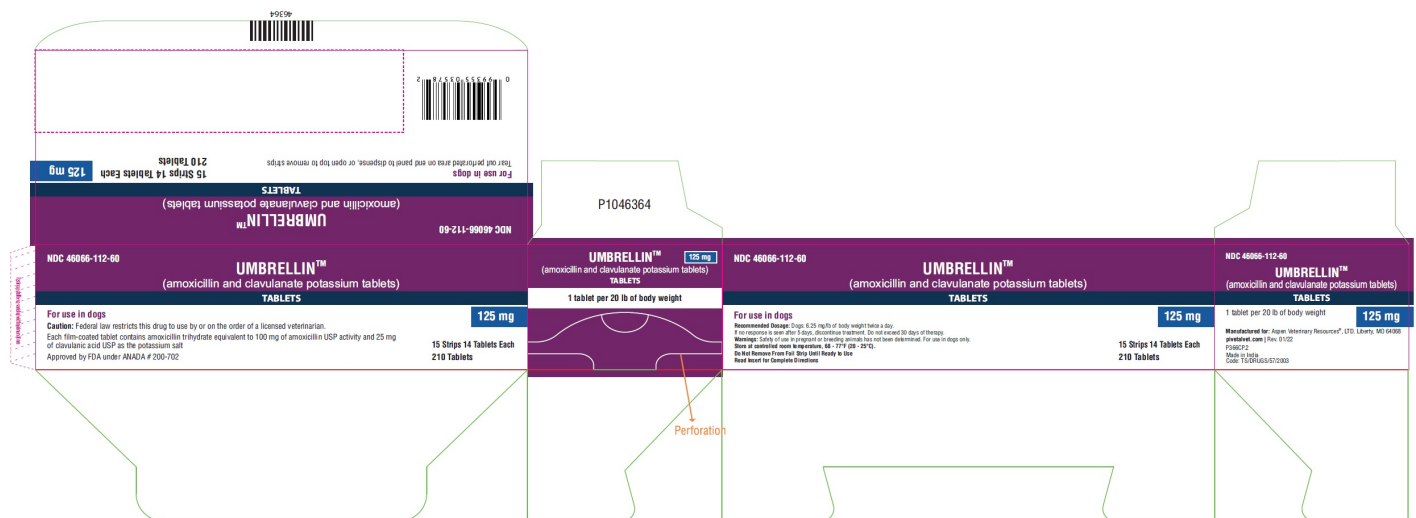 46364
0 99355 03578 2
Tear out perforated area on end panel to dispense, or open top to remove strips
For use in dogs
15 Strips 14 Tablets Each
210 Tablets
125 mg
TABLETS
(amoxicillin and clavulanate potassium tablets)
UMBRELLIN™
NDC 46066-112-60
NDC 46066-112-60
UMBRELLIN™
(amoxicillin and clavulanate potassium tablets)
TABLETS
For use in dogs
125 mg
Caution: Federal law restricts this drug to use by or on the order of a licensed veterinarian.
Each film-coated tablet contains amoxicillin trihydrate equivalent to 100 mg of amoxicillin USP activity and 25 mg
of clavulanic acid USP as the potassium salt
Approved by FDA under ANADA # 200-702
15 Strips 14 Tablets Each
210 Tablets
P1046364
UMBRELLIN™
125 mg
(amoxicillin and clavulanate potassium tablets)
TABLETS
1 tablet per 20 lb of body weight
Perforation
NDC 46066-112-60
UMBRELLIN™
(amoxicillin and clavulanate potassium tablets)
TABLETS
For use in dogs
125 mg
Recommended Dosage: Dogs: 6.25 mg/lb of body weight twice a day.
If no response is seen after 5 days, discontinue treatment. Do not exceed 30 days of therapy.
Warnings: Safety of use in pregnant or breeding animals has not been determined. For use in dogs only.
Store at controlled room temperature, 68 - 77°F (20 - 25°C).
Do Not Remove From Foil Strip Until Ready to Use
Read Insert for Complete Directions
15 Strips 14 Tablets Each
210 Tablets
NDC 46066-112-60
UMBRELLIN™
(amoxicillin and clavulanate potassium tablets)
TABLETS
1 tablet per 20 lb of body weight
125 mg
Manufactured for: Aspen Veterinary Resources®, LTD. Liberty, MO 64068
pivetalvet.com | Rev. 01/22
P366CP2
Made in India
Code: TS/DRUGS/57/2003